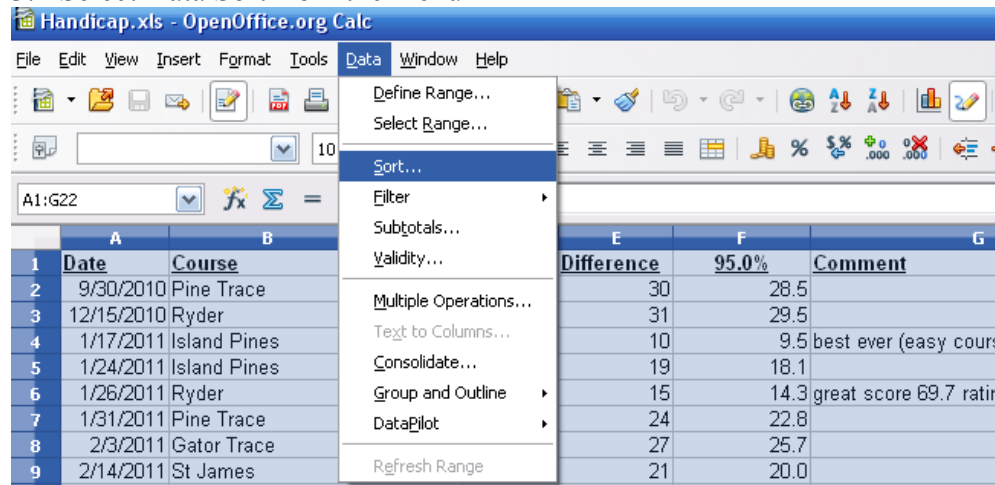 Handicap.xls - OpenOffice.org Calc
File Edit View Insert Format Tools Data Window Help
Define Range...
Select Range...
10
Sort...
A1:G22
Filter
Subtotals...
Validity...
Multiple Operations...
Text to Columns...
Consolidate...
Group and Outline
DataPilot
Refresh Range
A B E F G
1 Date Course Difference 95.0% Comment
2 9/30/2010 Pine Trace 30 28.5
3 12/15/2010 Ryder 31 29.5
4 1/17/2011 Island Pines 10 9.5 best ever (easy cours
5 1/24/2011 Island Pines 19 18.1
6 1/26/2011 Ryder 15 14.3 great score 69.7 ratin
7 1/31/2011 Pine Trace 24 22.8
8 2/3/2011 Gator Trace 27 25.7
9 2/14/2011 St James 21 20.0